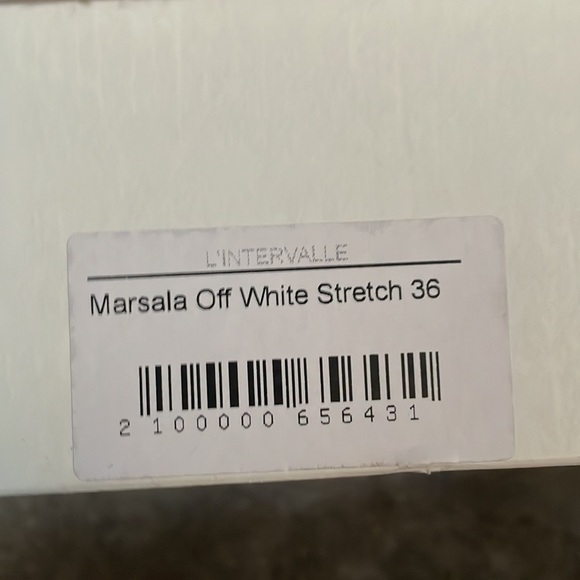 L'INTERVALLE
Marsala Off White Stretch 36
2 100000 656431